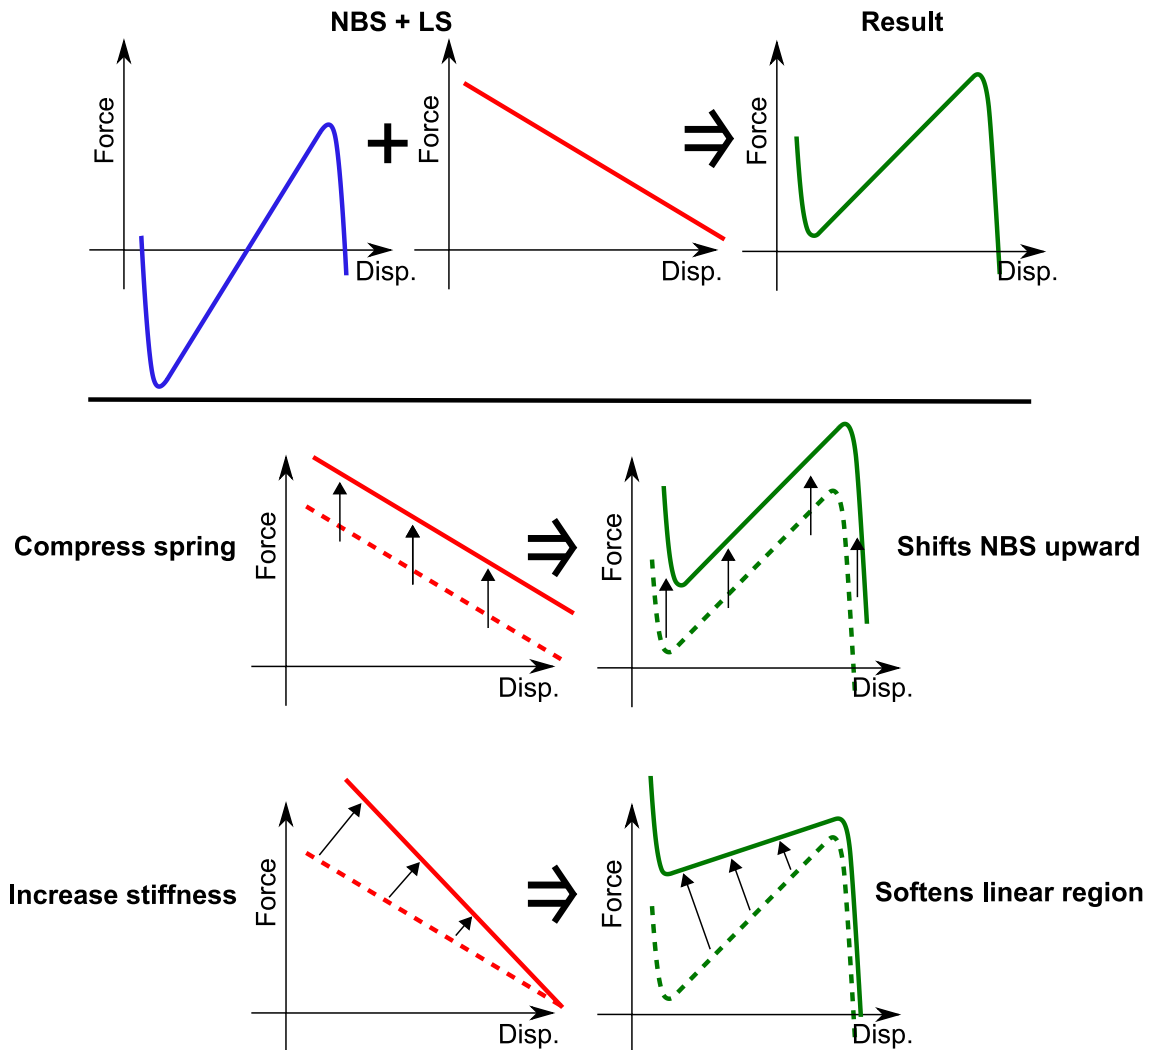 NBS + LS
Result
Force
Disp.
+
Force
Disp.
Force
Disp.
Compress spring
Force
Disp.
Force
Disp.
Shifts NBS upward
Increase stiffness
Force
Disp.
Force
Disp.
Softens linear region